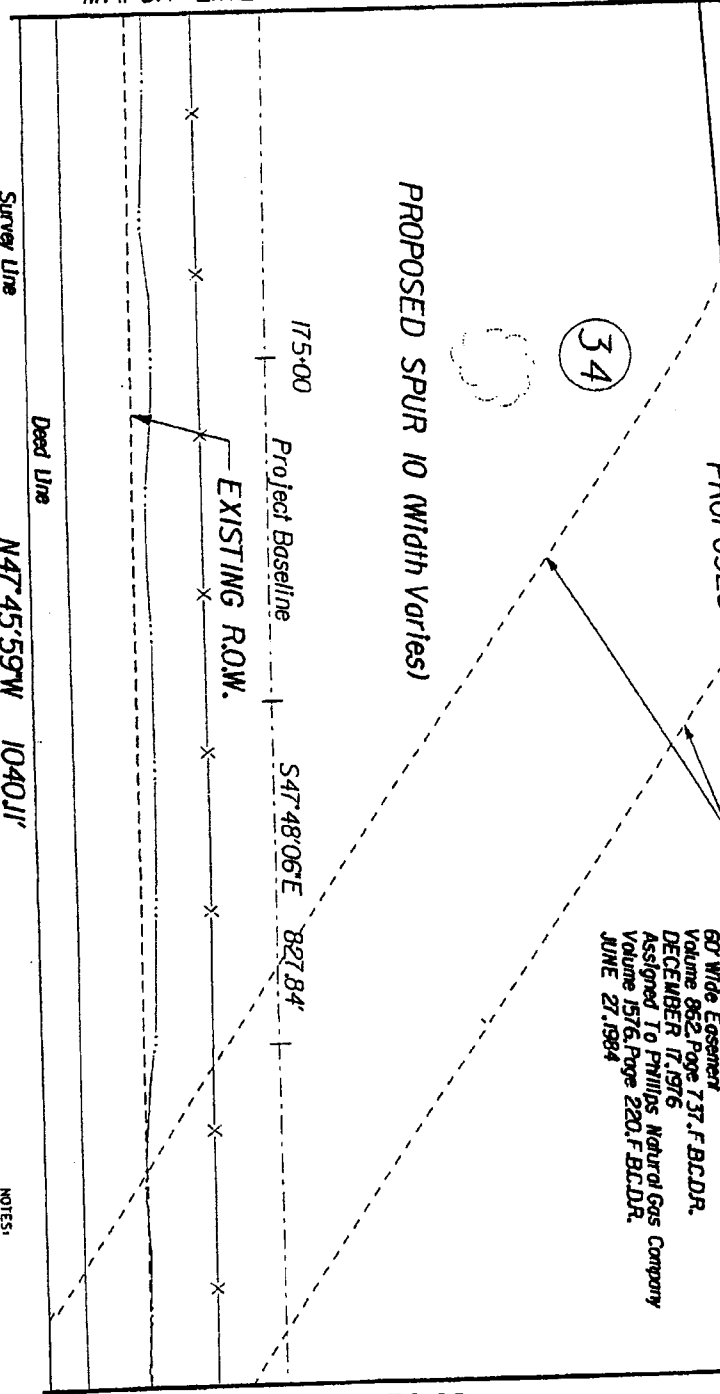 34
PROPOSED SPUR 10 (Width Varies)
60' Wide Easement
Volume 862, Page 737, F.B.C.D.R.
DECEMBER 17, 1976
Assigned To Phillips Natural Gas Company
Volume 1576, Page 220, F.B.C.D.R.
JUNE 27, 1984
175+00
Project Baseline
S47°48'06"E 827.84'
EXISTING R.O.W.
Survey Line
Deed Line
N47°45'59"W 1040.11'
NOTES: